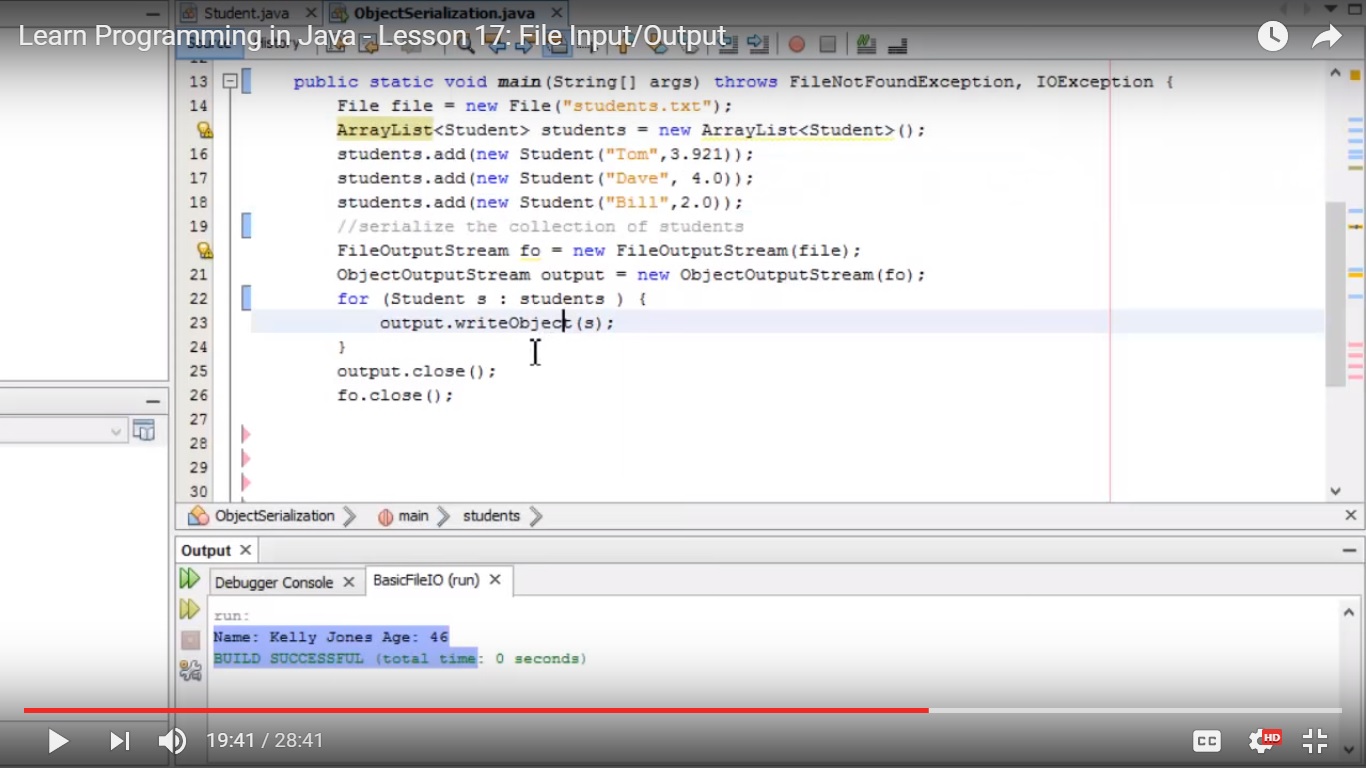 Student.java
ObjectSerialization.java
Learn Programming in Java - Lesson 17: File Input/Output
13 public static void main(String[] args) throws FileNotFoundException, IOException {
14 File file = new File("students.txt");
ArrayList<Student> students = new ArrayList<Student>();
16 students.add(new Student("Tom",3.921));
17 students.add(new Student("Dave", 4.0));
18 students.add(new Student("Bill",2.0));
19 //serialize the collection of students
FileOutputStream fo = new FileOutputStream(file);
21 ObjectOutputStream output = new ObjectOutputStream(fo);
22 for (Student s : students ) {
23 output.writeObject(s);
24 }
25 output.close();
26 fo.close();
27
28
29
30
ObjectSerialization main students
Output
Debugger Console BasicFileIO (run)
run:
Name: Kelly Jones Age: 46
BUILD SUCCESSFUL (total time: 0 seconds)
19:41 / 28:41
CC HD